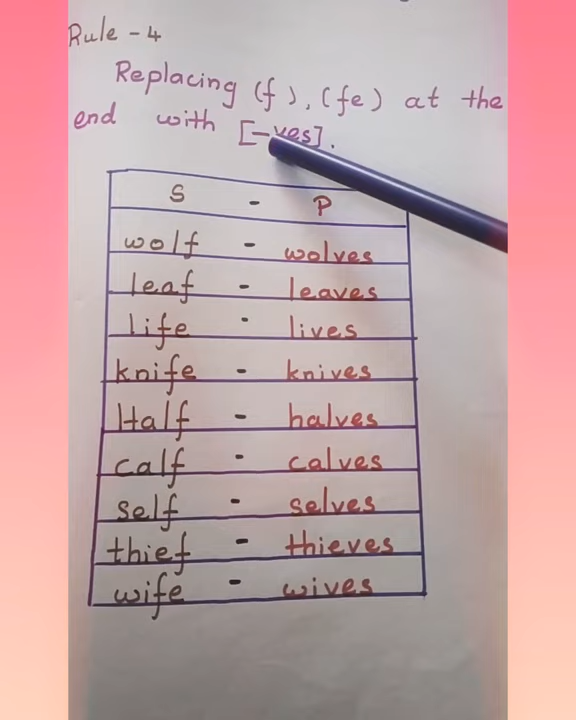 Rule - 4
Replacing (f), (fe) at the
end with [-ves].
S - P
wolf - wolves
leaf - leaves
life - lives
knife - knives
Half - halves
calf - calves
self - selves
thief - thieves
wife - wives